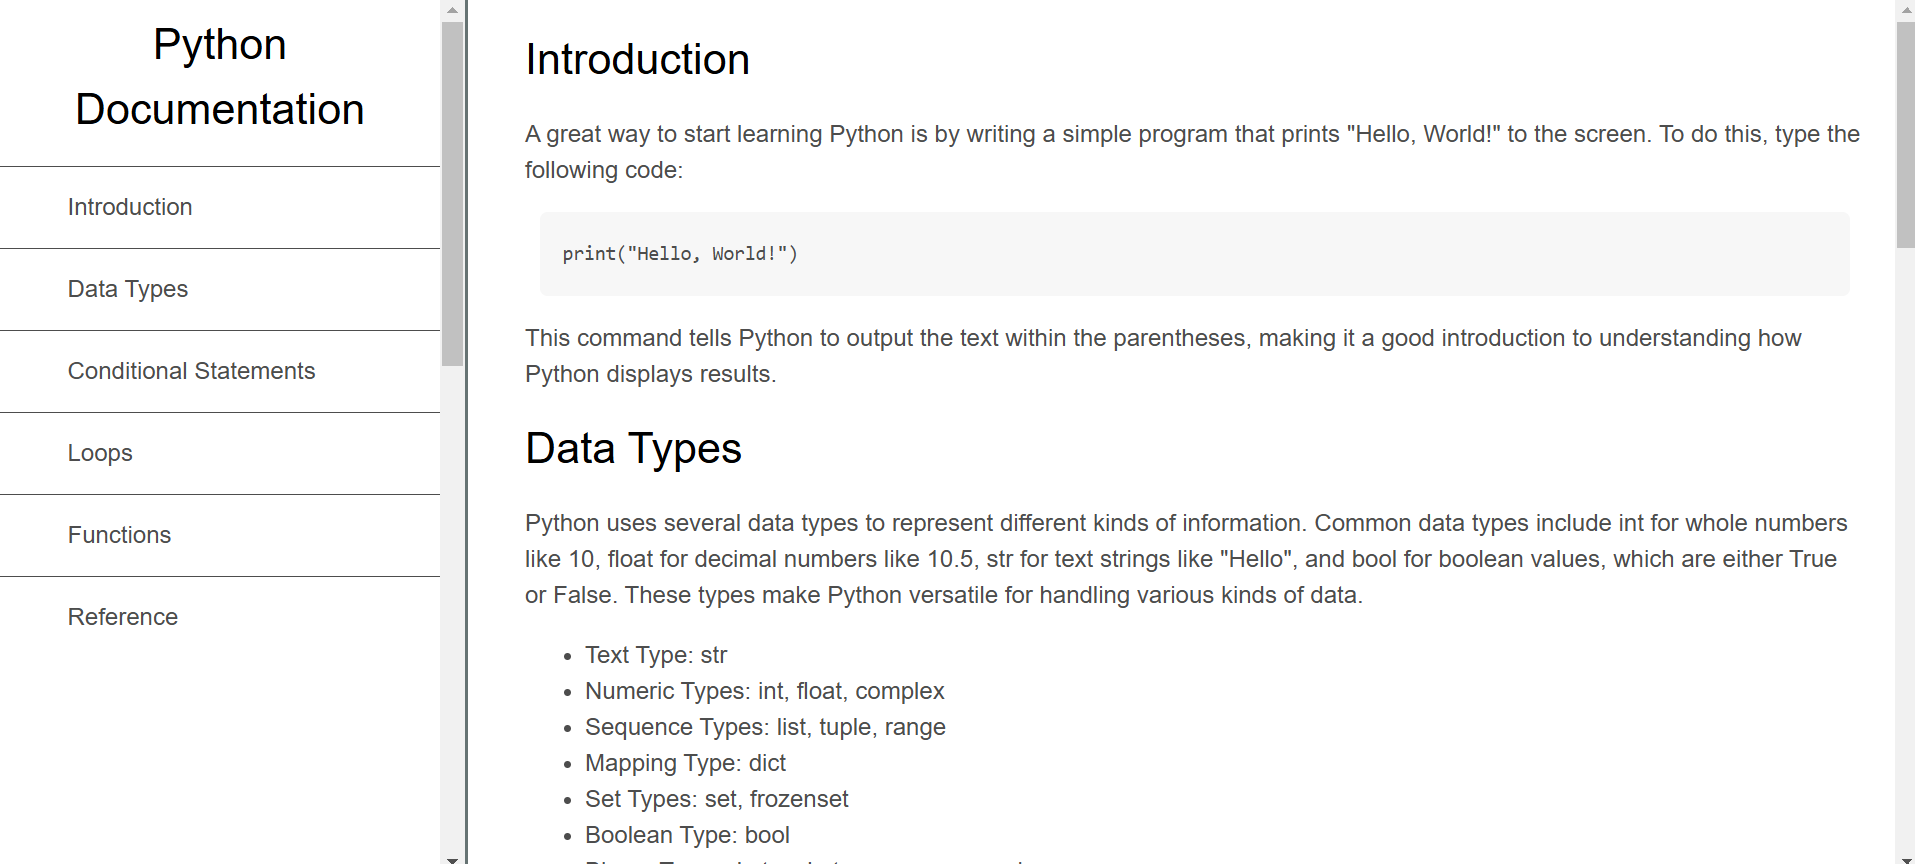 Python
Documentation
Introduction
Data Types
Conditional Statements
Loops
Functions
Reference
Introduction
A great way to start learning Python is by writing a simple program that prints "Hello, World!" to the screen. To do this, type the
following code:
print("Hello, World!")
This command tells Python to output the text within the parentheses, making it a good introduction to understanding how
Python displays results.
Data Types
Python uses several data types to represent different kinds of information. Common data types include int for whole numbers
like 10, float for decimal numbers like 10.5, str for text strings like "Hello", and bool for boolean values, which are either True
or False. These types make Python versatile for handling various kinds of data.
• Text Type: str
• Numeric Types: int, float, complex
• Sequence Types: list, tuple, range
• Mapping Type: dict
• Set Types: set, frozenset
• Boolean Type: bool